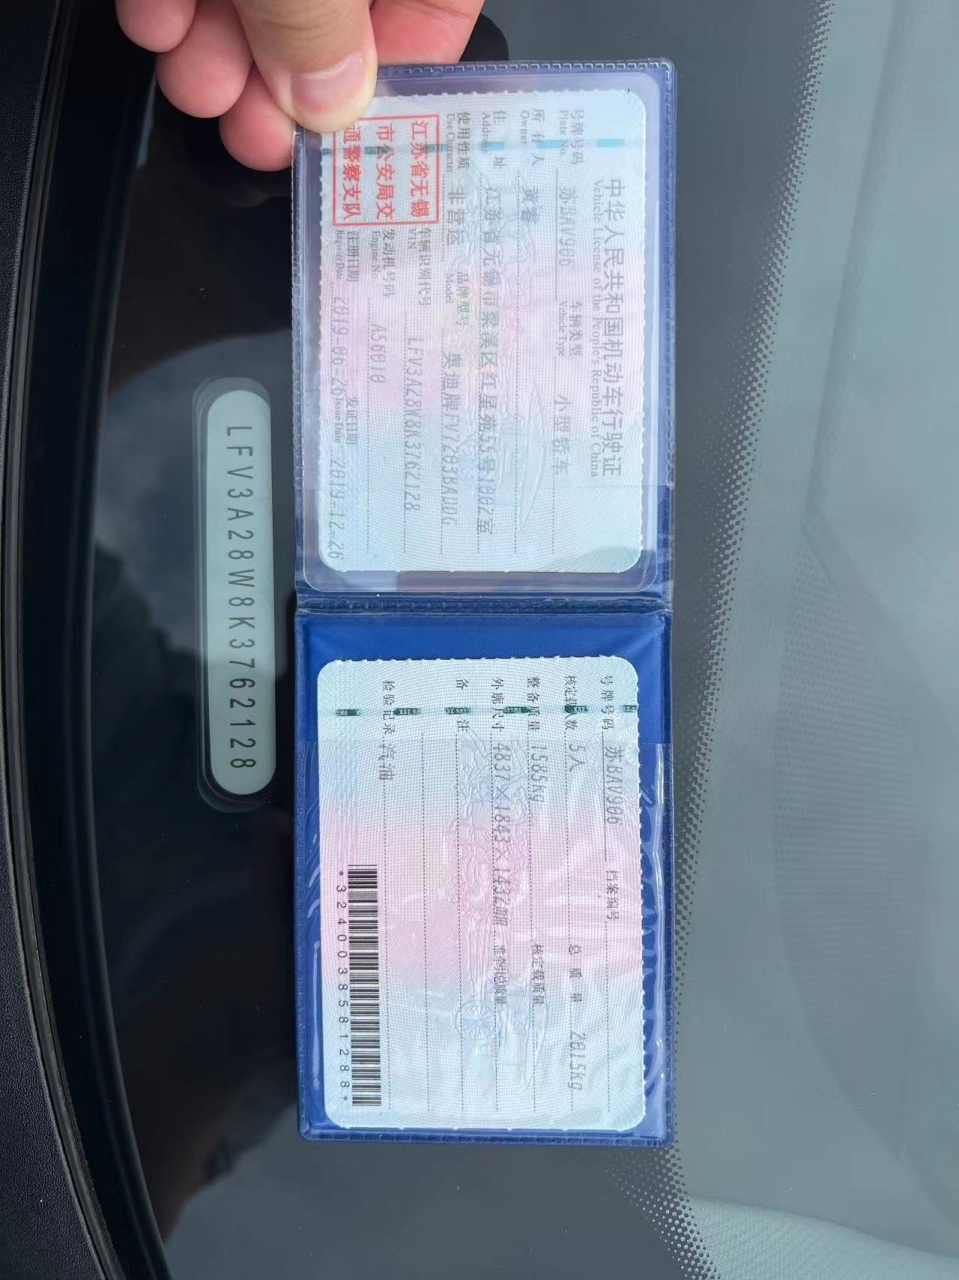 中华人民共和国机动车行驶证
Vehicle License of the People's Republic of China
号牌号码 苏BAV906 车辆类型 小型轿车
Plate No. Vehicle Type
所有人 黄睿
Owner
住址 江苏省无锡市梁溪区红星苑55号1002室
Address
使用性质 非营运 品牌型号 奥迪牌FV7203BADDG
Use Character Model
江苏省无锡
市公安局交
通警察支队
车辆识别代号 LFV3A28W8K3762128
VIN
发动机号码 A56010
Engine No.
注册日期 2019-06-26 发证日期 2019-12-26
Register Date Issue Date
号牌号码 苏BAV906 档案编号
核定载人数 5人 总质量 2015kg
整备质量 1585kg 核定载质量
外廓尺寸 4837×1843×1432mm 准牵引总质量
备注
检验记录 汽油
*3240038581288*
LFV3A28W8K3762128